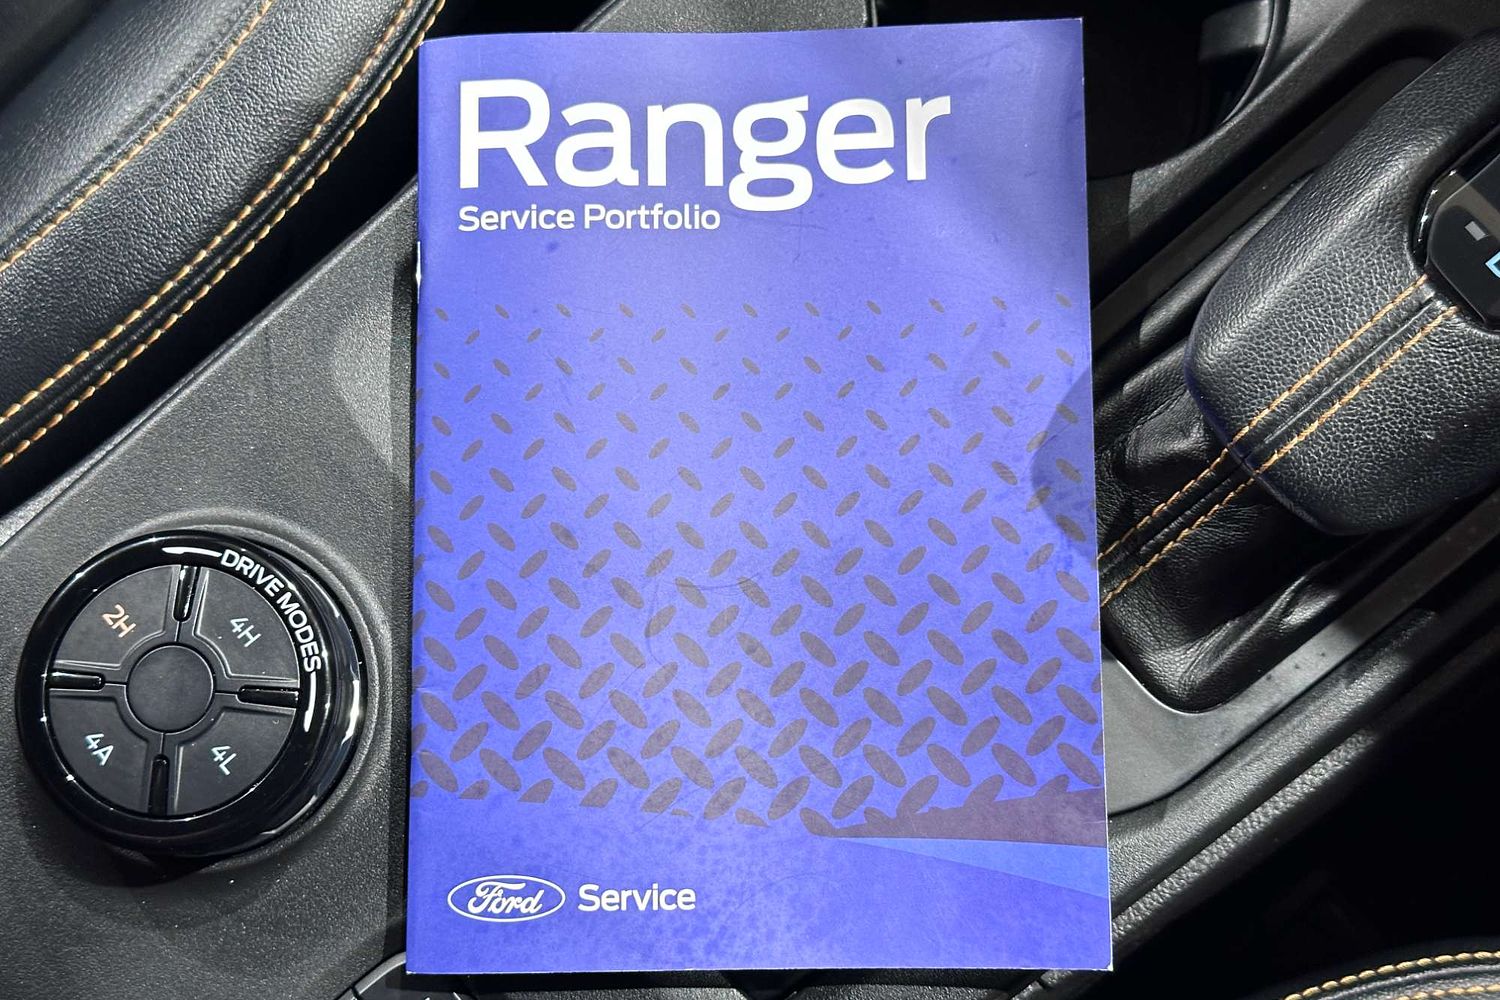 Ranger
Service Portfolio
DRIVE MODES
2H
4H
4A
4L
Ford Service